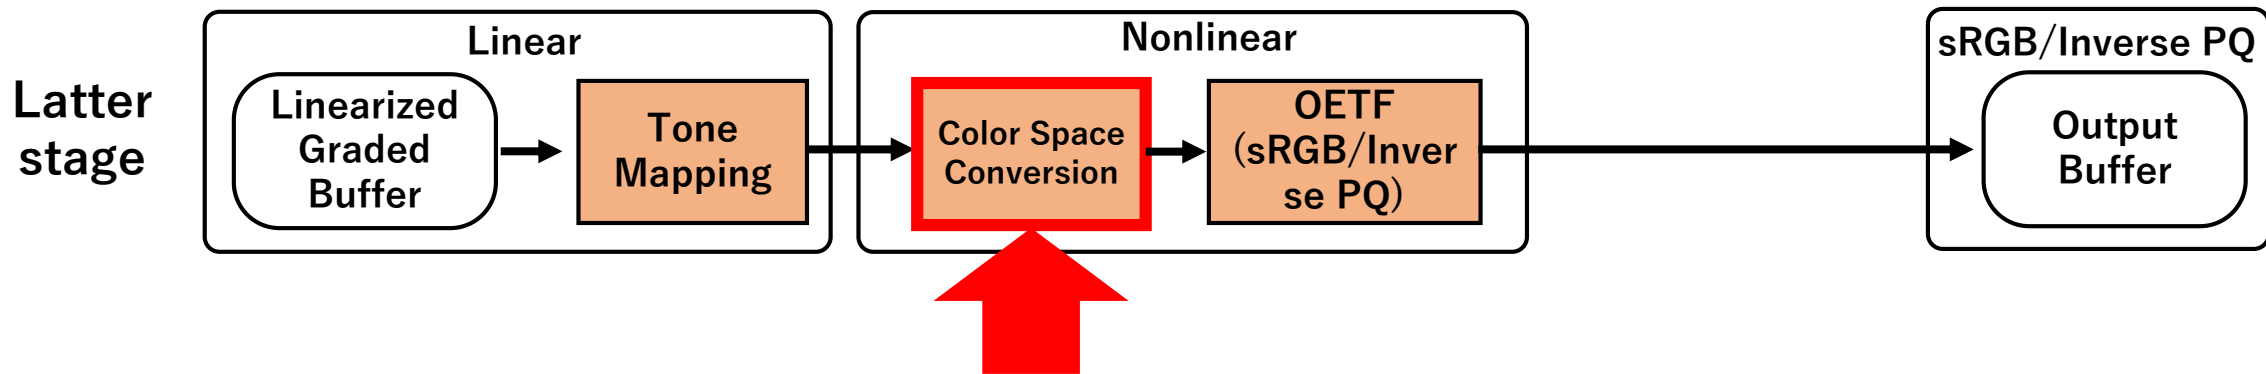 Latter
stage
Linear
Linearized
Graded
Buffer
Tone
Mapping
Nonlinear
Color Space
Conversion
OETF
(sRGB/Inver
se PQ)
sRGB/Inverse PQ
Output
Buffer